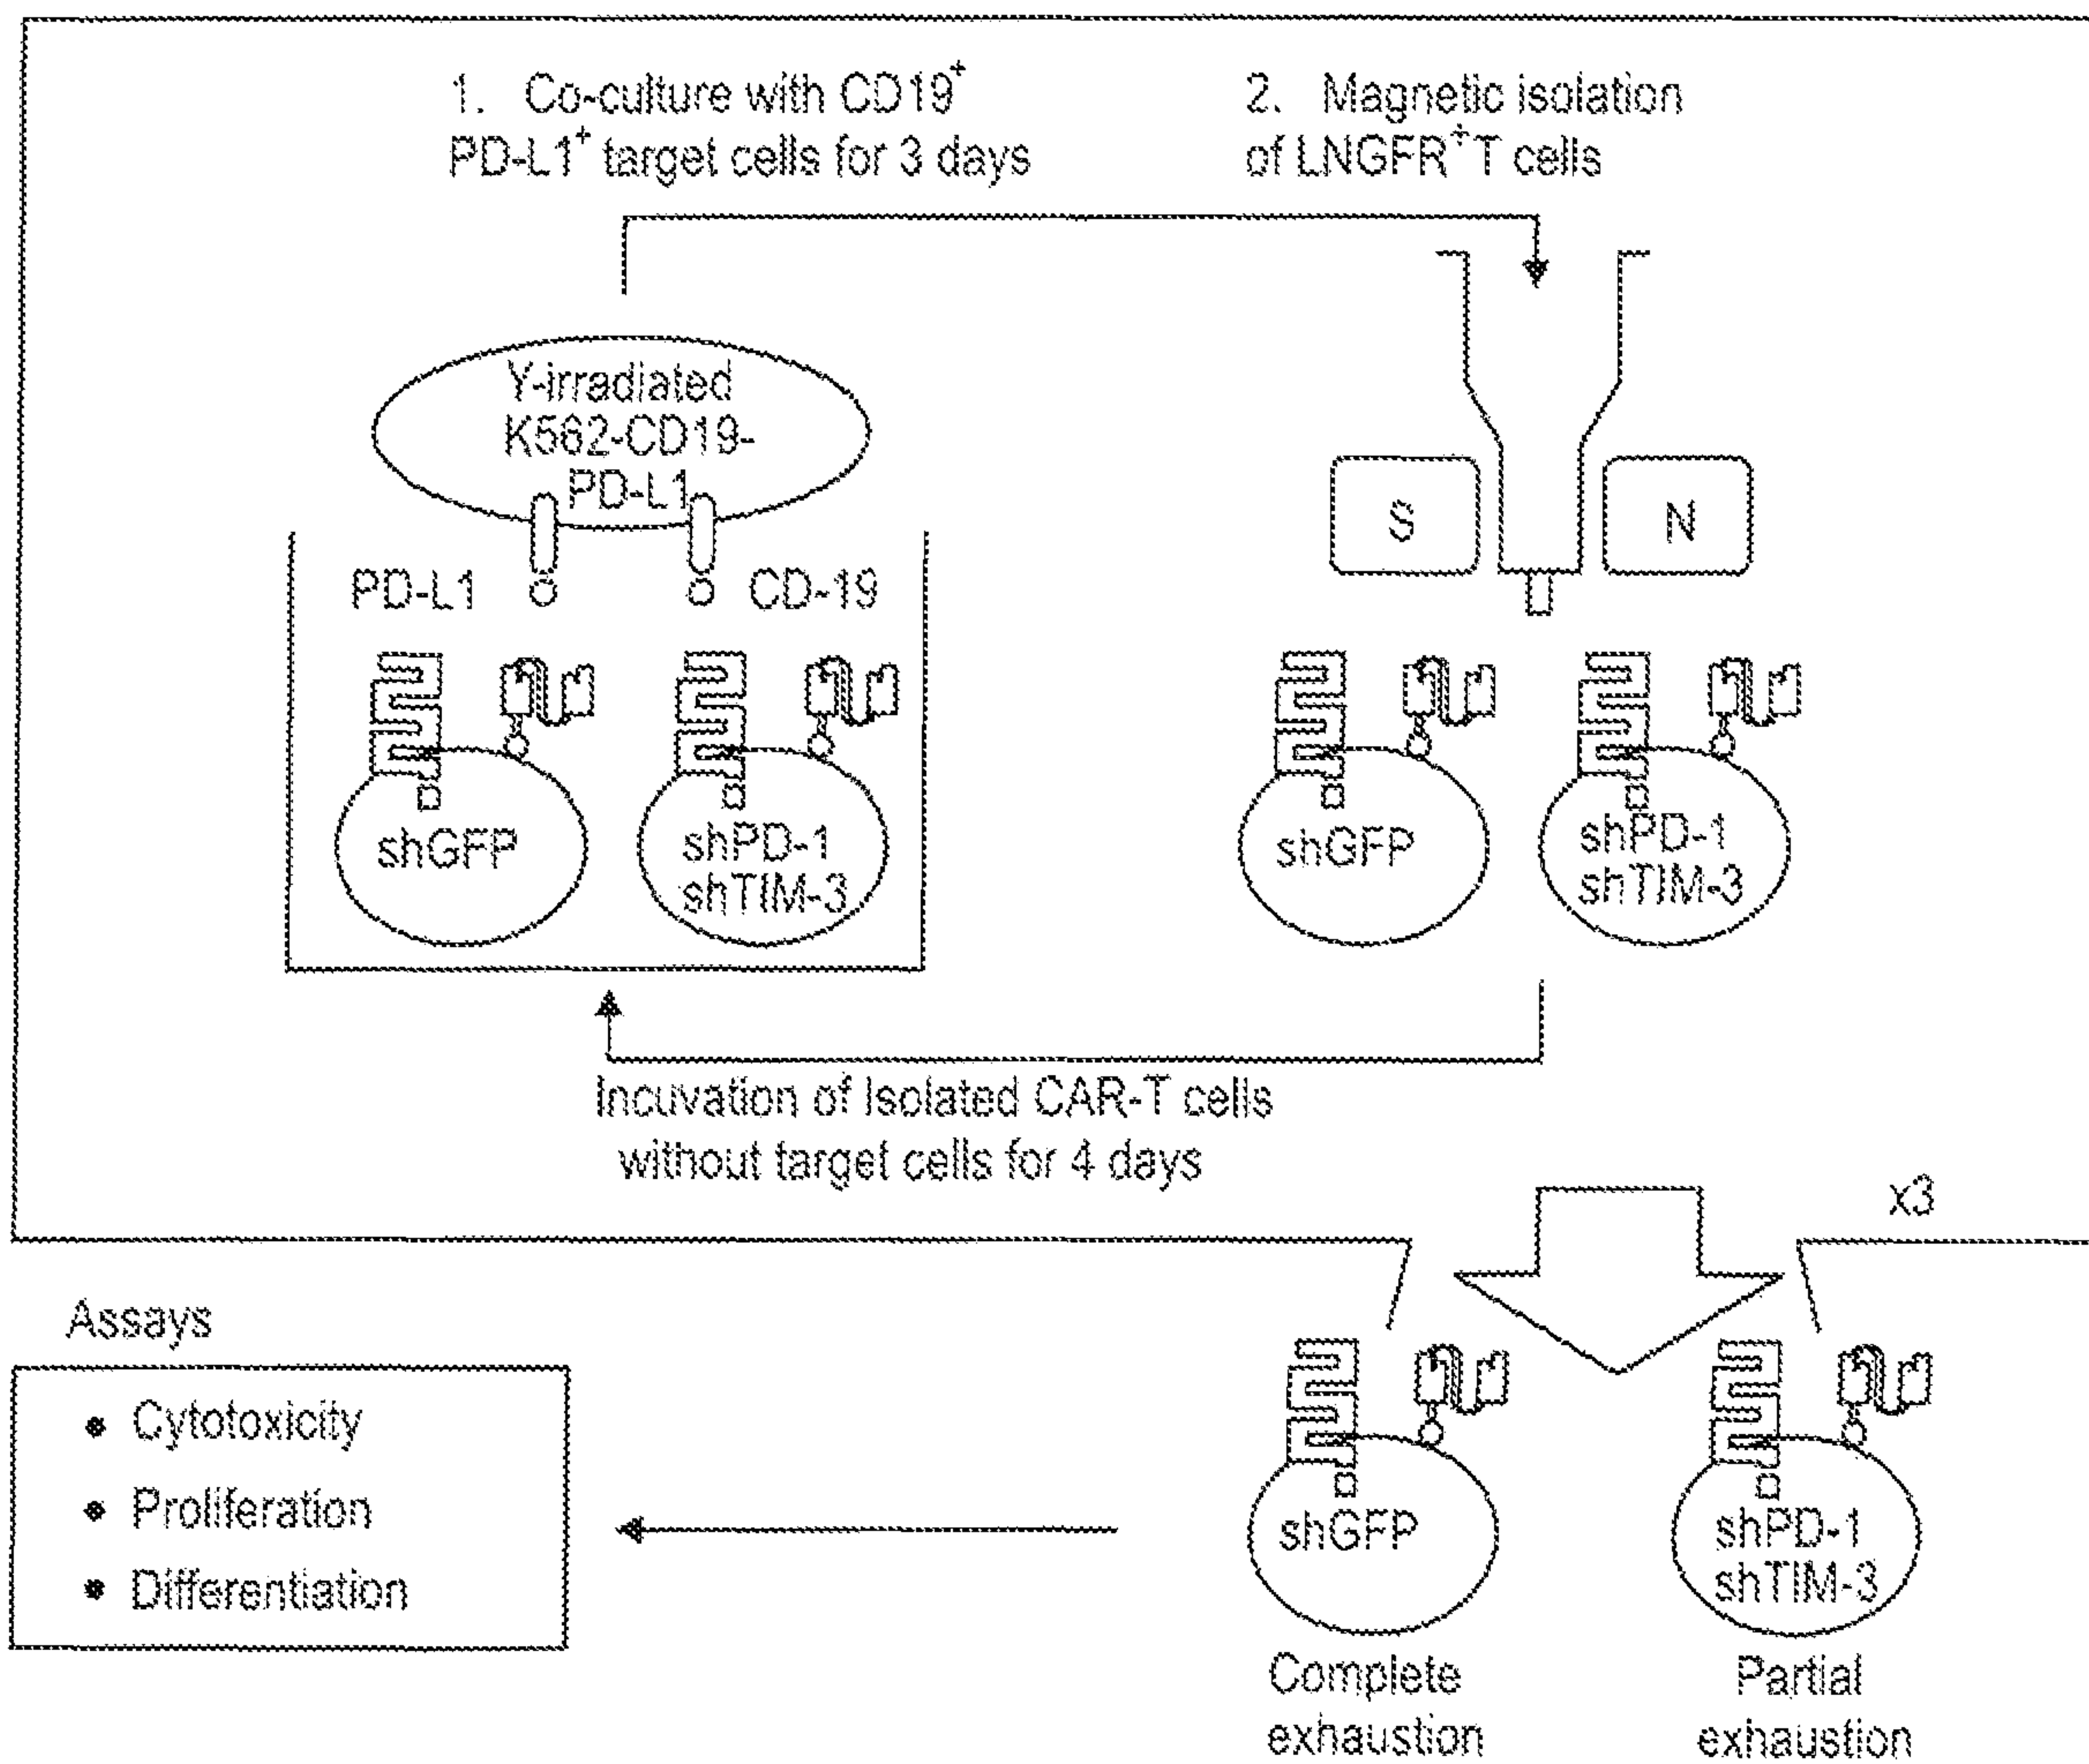 1. Co-culture with CD19⁺
PD-L1⁺ target cells for 3 days
2. Magnetic isolation
of LNGFR⁺T cells
Y-irradiated
K562-CD19-
PD-L1
PD-L1
CD-19
S
N
shGFP
shPD-1
shTIM-3
shGFP
shPD-1
shTIM-3
Incuvation of Isolated CAR-T cells
without target cells for 4 days
x3
Assays
• Cytotoxicity
• Proliferation
• Differentiation
shGFP
shPD-1
shTIM-3
Complete
exhaustion
Partial
exhaustion